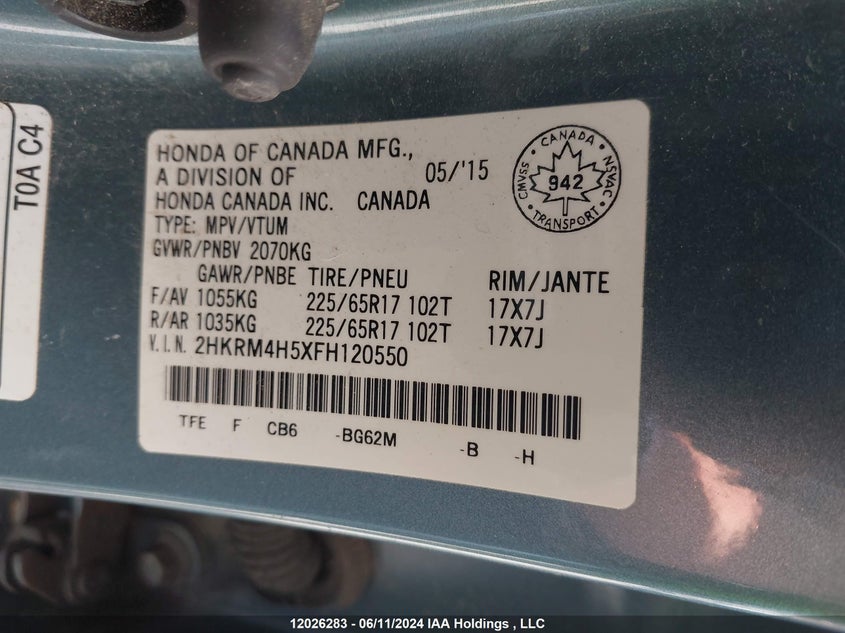 T0A C4
HONDA OF CANADA MFG.,
A DIVISION OF 05/'15
HONDA CANADA INC. CANADA
TYPE: MPV/VTUM
GVWR/PNBV 2070KG
GAWR/PNBE TIRE/PNEU RIM/JANTE
F/AV 1055KG 225/65R17 102T 17X7J
R/AR 1035KG 225/65R17 102T 17X7J
V.I.N. 2HKRM4H5XFH120550
TFE F CB6 -BG62M -B -H
CANADA
CMVSS 942 NSVAC
TRANSPORT
12026283 - 06/11/2024 IAA Holdings , LLC